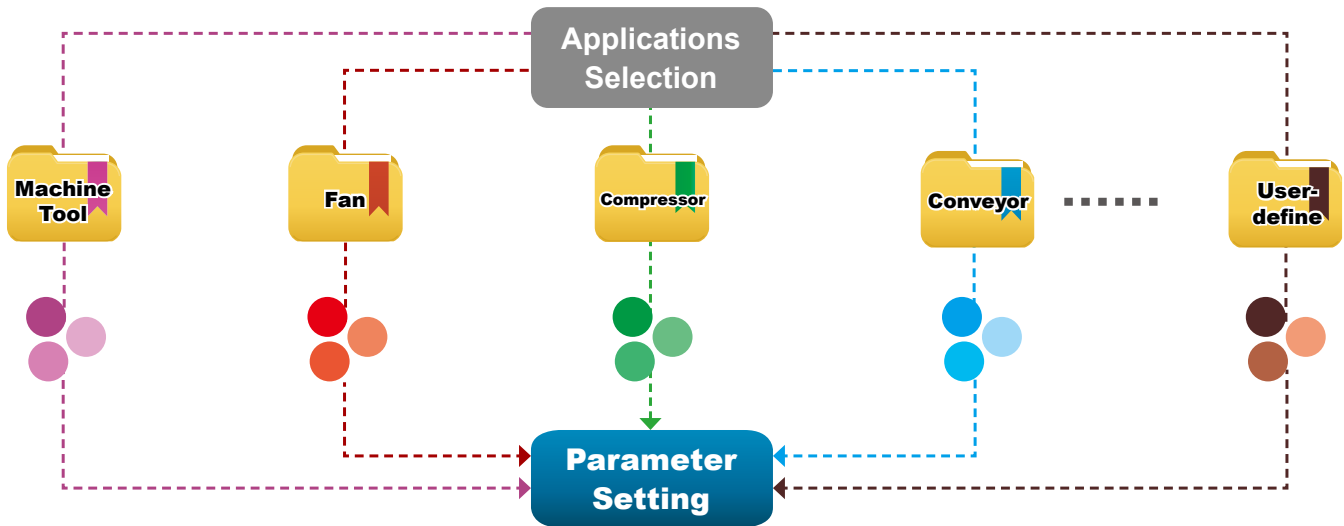 Applications
Selection
Machine
Tool
Fan
Compressor
Conveyor
User-
define
Parameter
Setting